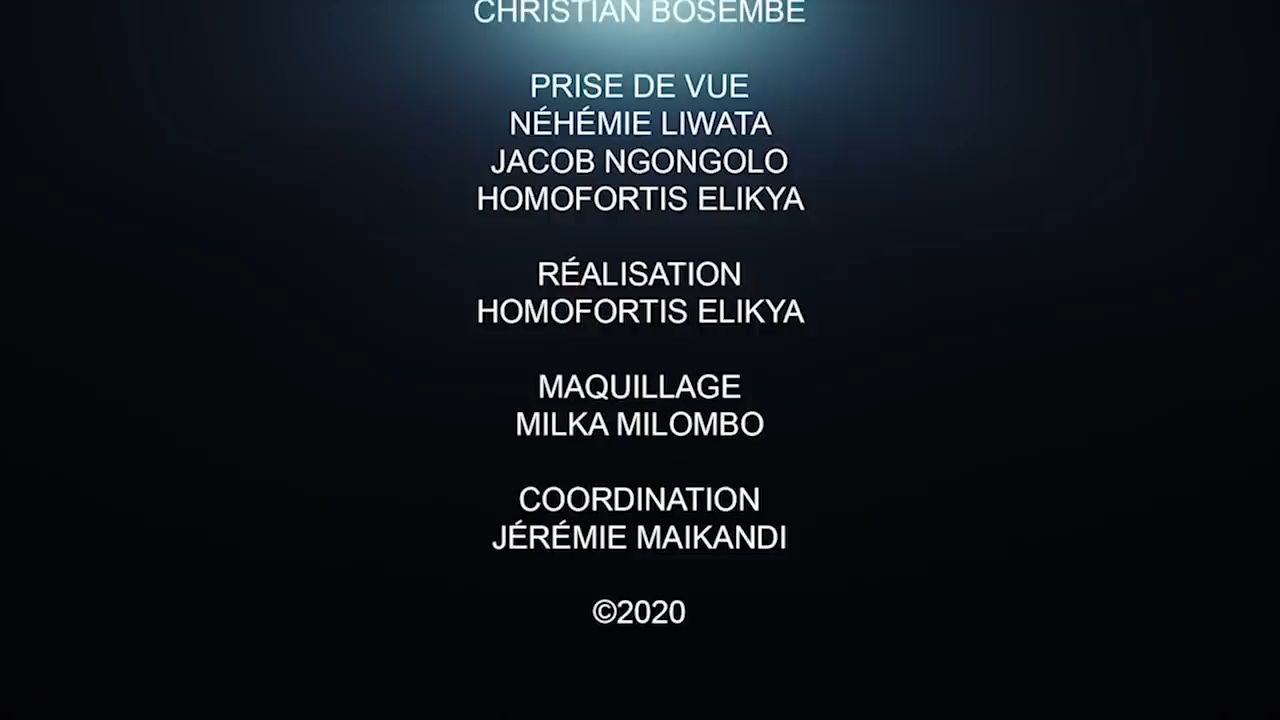 CHRISTIAN BOSEMBE
PRISE DE VUE
NÉHÉMIE LIWATA
JACOB NGONGOLO
HOMOFORTIS ELIKYA
RÉALISATION
HOMOFORTIS ELIKYA
MAQUILLAGE
MILKA MILOMBO
COORDINATION
JÉRÉMIE MAIKANDI
©2020